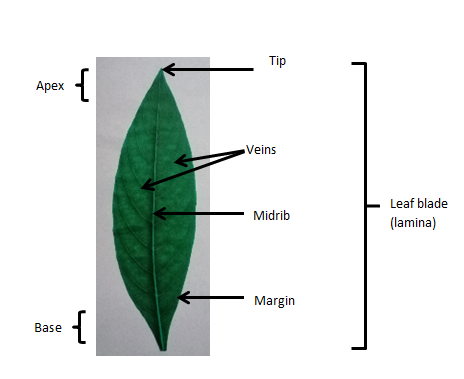 Tip
Apex
Veins
Leaf blade
(lamina)
Midrib
Margin
Base